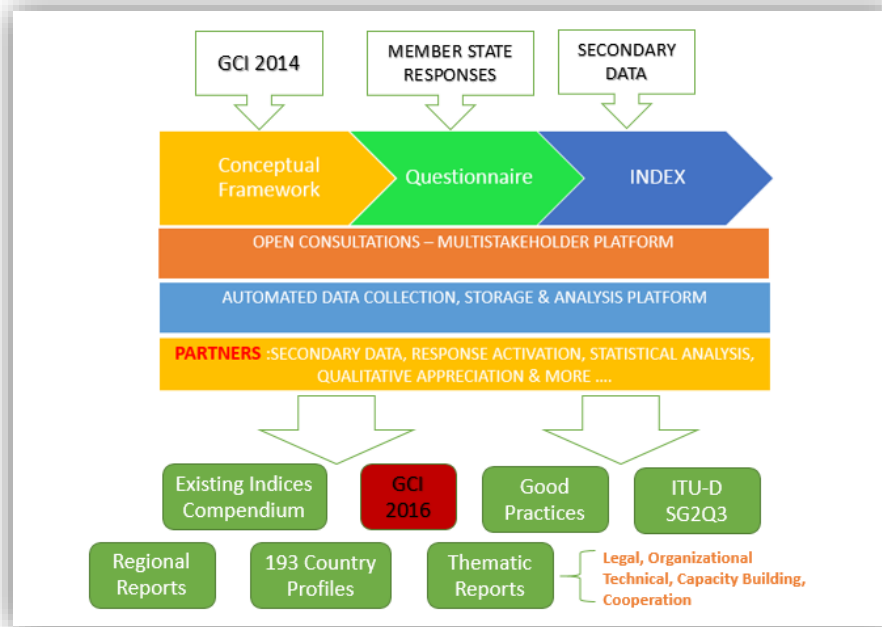 GCI 2014
MEMBER STATE
RESPONSES
SECONDARY
DATA
Conceptual
Framework
Questionnaire
INDEX
OPEN CONSULTATIONS – MULTISTAKEHOLDER PLATFORM
AUTOMATED DATA COLLECTION, STORAGE & ANALYSIS PLATFORM
PARTNERS :SECONDARY DATA, RESPONSE ACTIVATION, STATISTICAL ANALYSIS,
QUALITATIVE APPRECIATION & MORE ....
Existing Indices
Compendium
GCI
2016
Good
Practices
ITU-D
SG2Q3
Regional
Reports
193 Country
Profiles
Thematic
Reports
Legal, Organizational
Technical, Capacity Building,
Cooperation